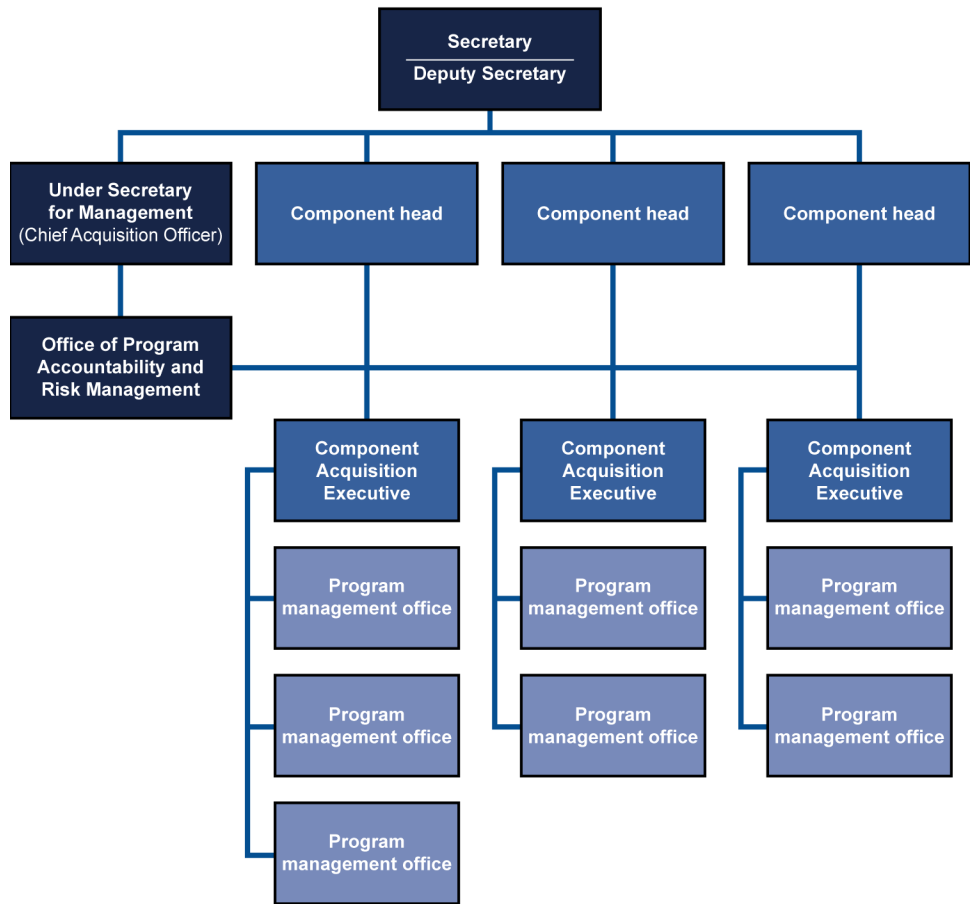 Secretary
Deputy Secretary
Under Secretary
for Management
(Chief Acquisition Officer)
Component head
Component head
Component head
Office of Program
Accountability and
Risk Management
Component
Acquisition
Executive
Component
Acquisition
Executive
Component
Acquisition
Executive
Program
management office
Program
management office
Program
management office
Program
management office
Program
management office
Program
management office
Program
management office